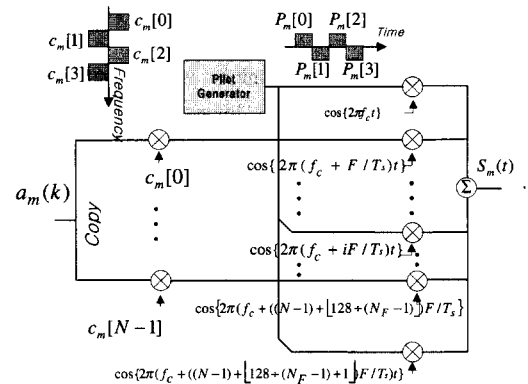 c_m[0]
c_m[1]
c_m[2]
c_m[3]
Frequency
P_m[0] P_m[2]
Time
P_m[1] P_m[3]
Pilot
Generator
cos{2πf_c t}
c_m[0]
cos{2π(f_c + F/T_s)t}
S_m(t)
Σ
a_m(k)
Copy
cos{2π(f_c + iF/T_s)t}
c_m[N-1]
cos{2π(f_c + ((N-1)+⌊128÷(N_F-1)⌋)F/T_s}
cos{2π(f_c + ((N-1)+⌊128÷(N_F-1)+1⌋)F/T_s)t}